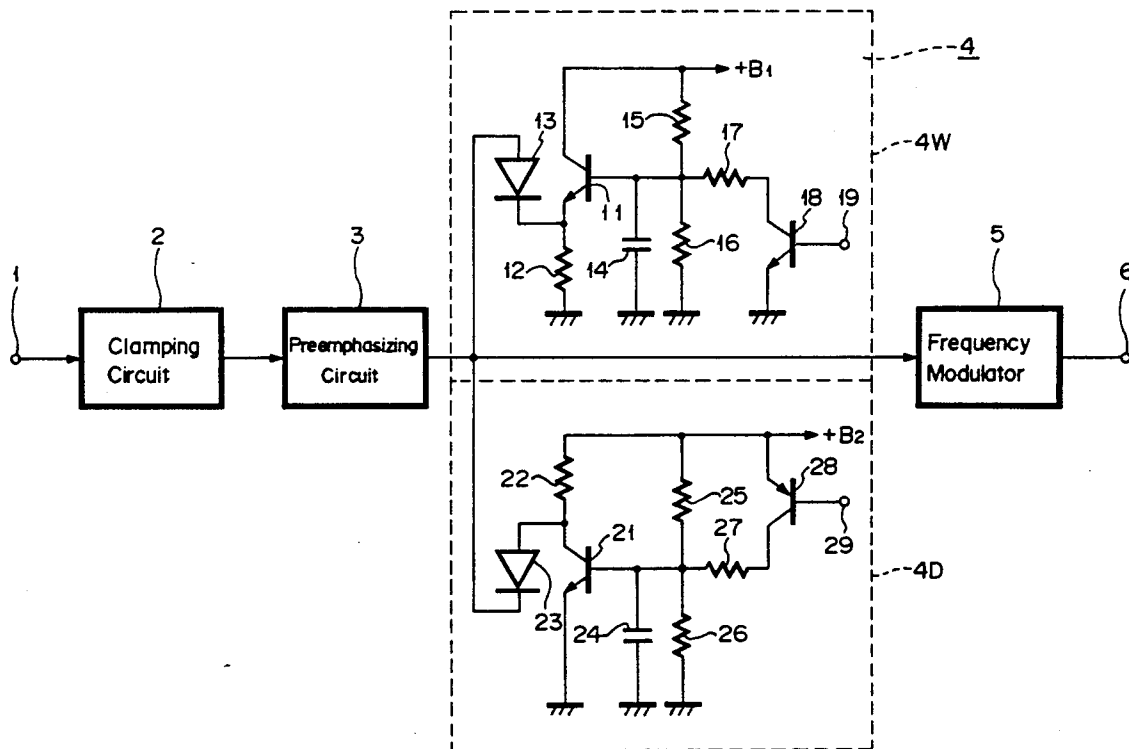 4
+B1
4W
13
15
17
18
19
11
12
14
16
1
2
3
5
6
Clamping
Circuit
Preemphasizing
Circuit
Frequency
Modulator
+B2
22
25
28
29
21
27
23
24
26
4D